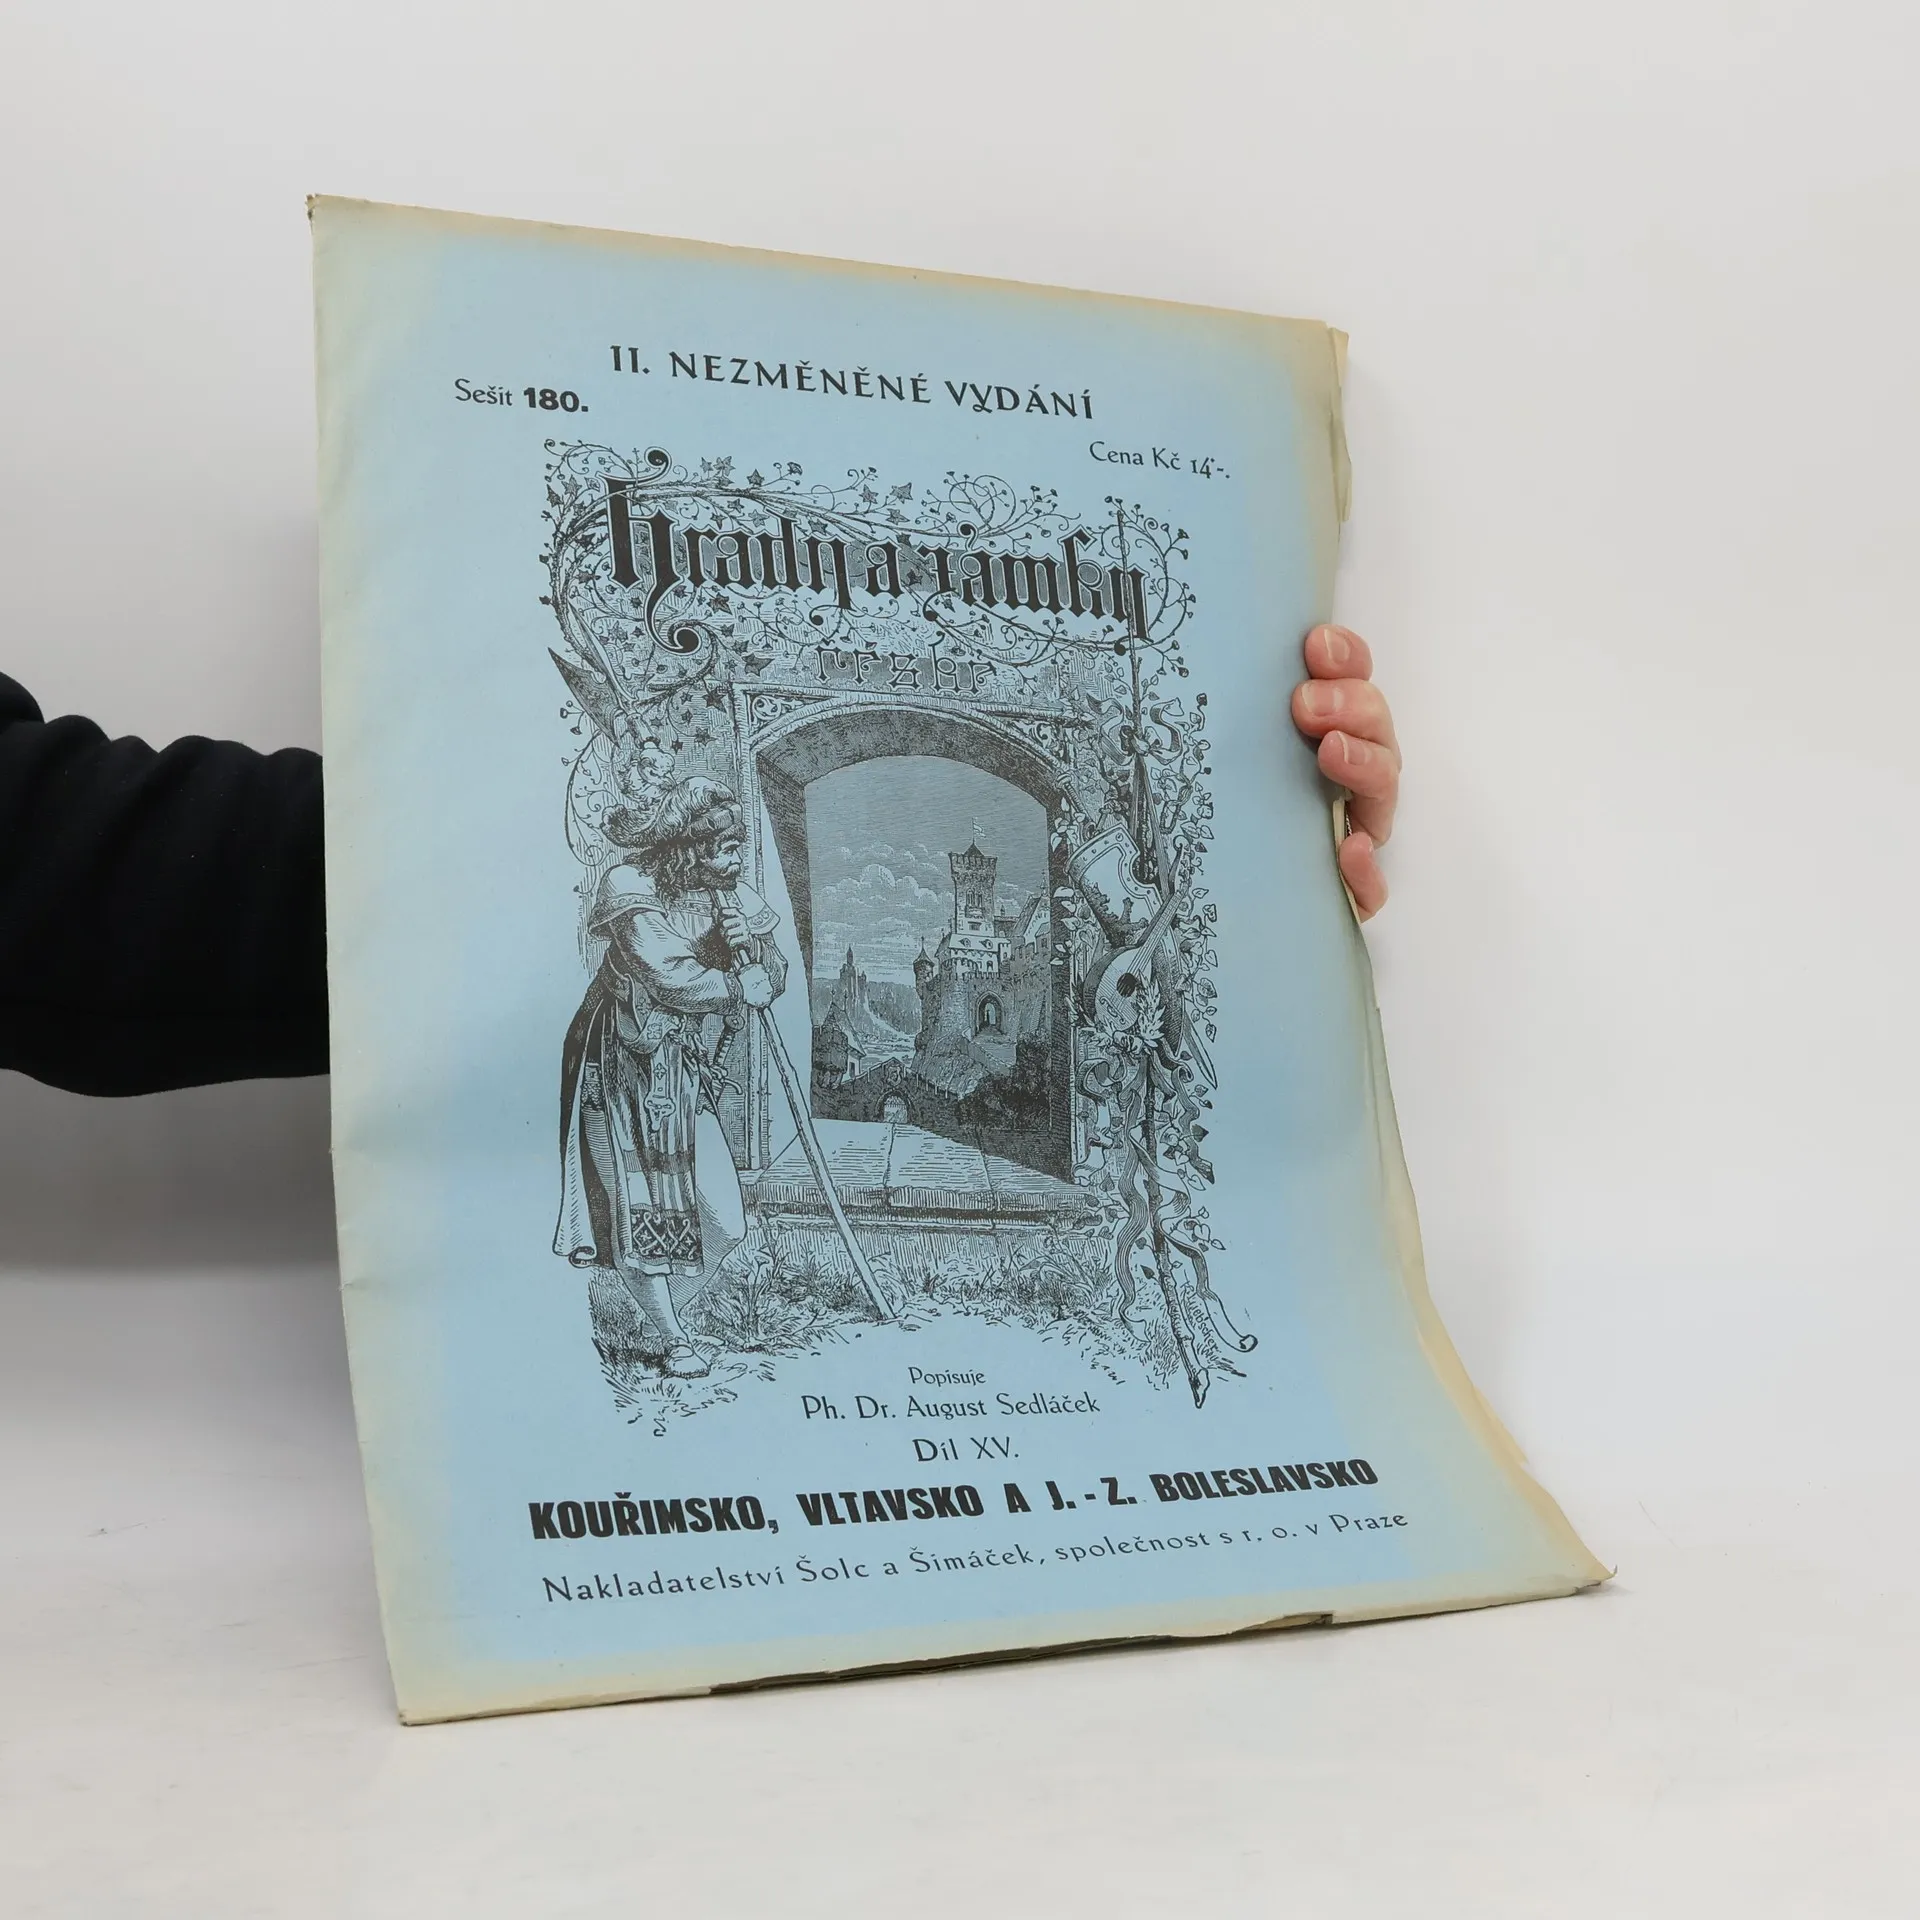 II. NEZMĚNĚNÉ VYDÁNÍ
Sešit 180.
Cena Kč 14·-.
Hrady a zámky
ČESKÉ
Popisuje
Ph. Dr. August Sedláček
Díl XV.
KOUŘIMSKO, VLTAVSKO A J.-Z. BOLESLAVSKO
Nakladatelství Šolc a Šimáček, společnost s r. o. v Praze
Liebscher